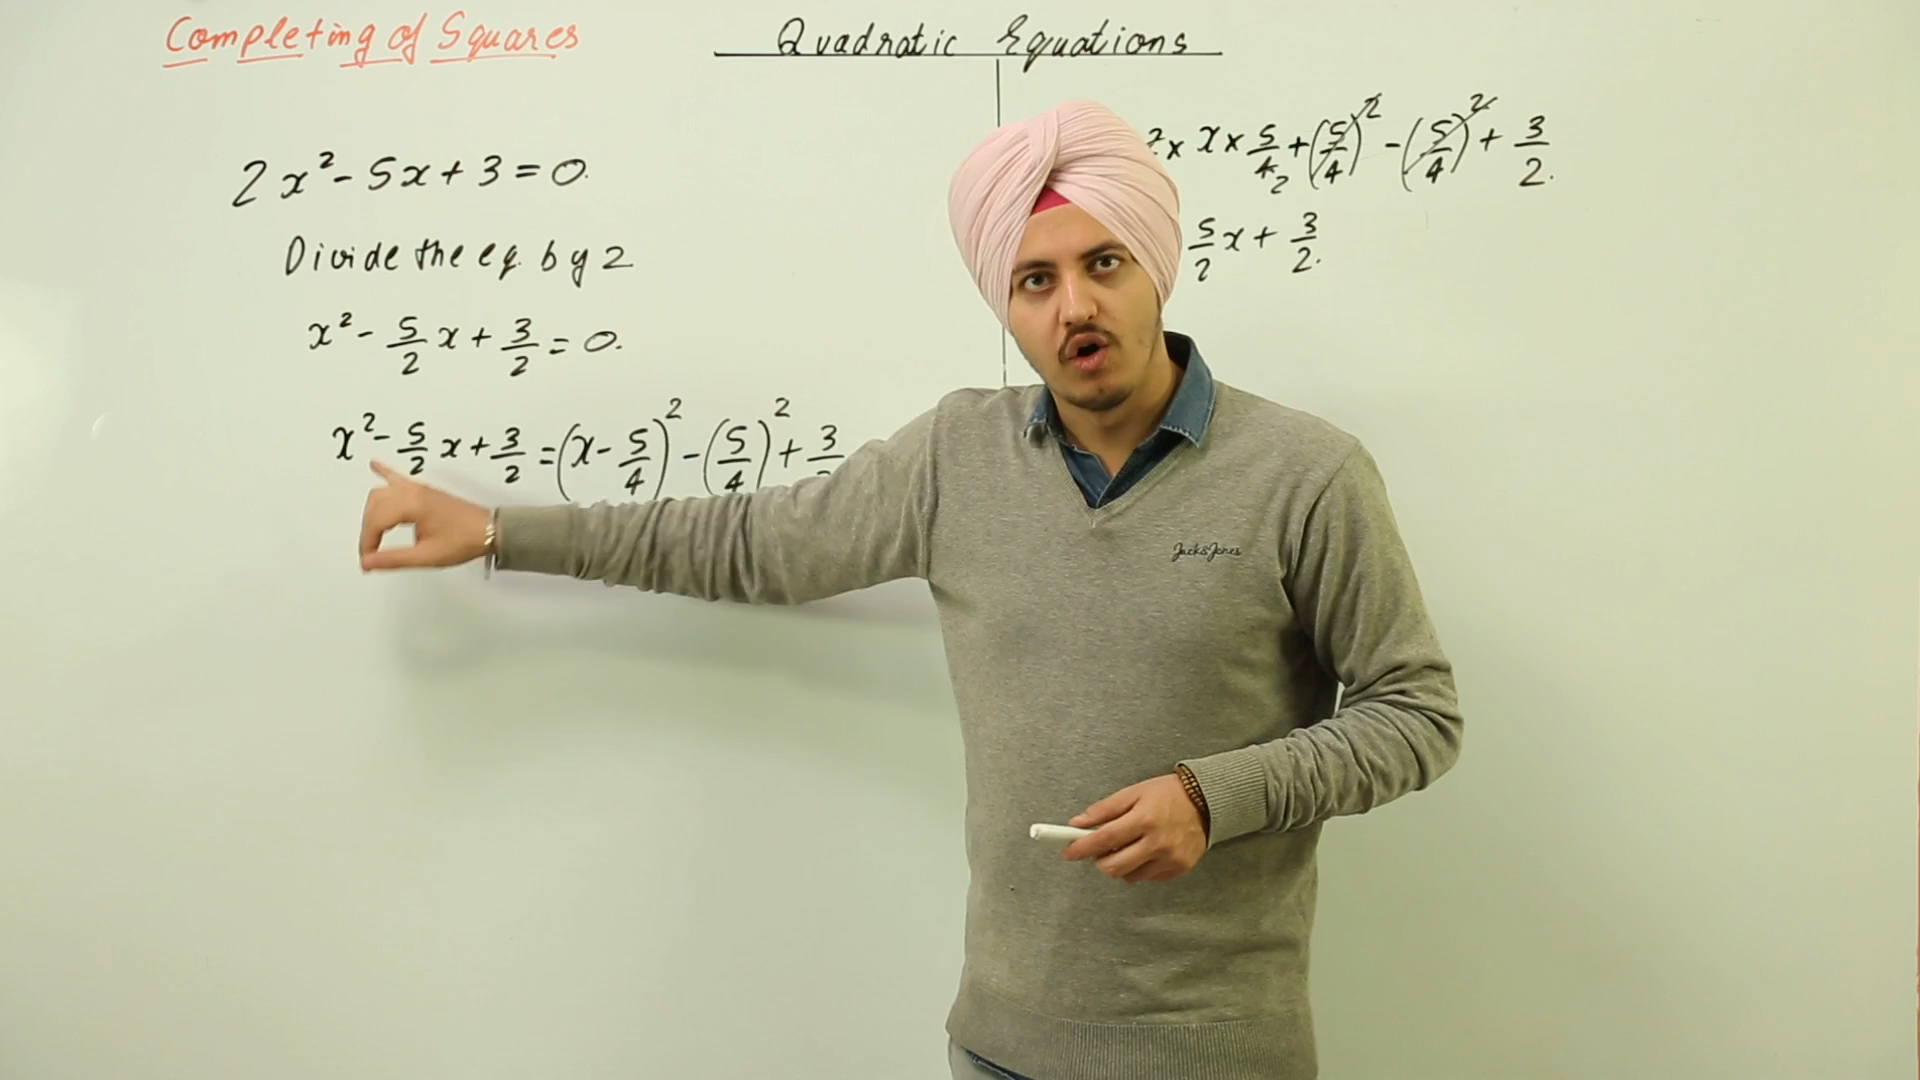 Completing of Squares
Quadratic Equations
2x² - 5x + 3 = 0.
Divide the eq. by 2
x² - 5/2 x + 3/2 = 0.
x² - 5/2 x + 3/2 = (x - 5/4)² - (5/4)² + 3
x x × 5/4 2 + (5/4)² - (5/4)² + 3/2.
5/2 x + 3/2.
Jack&Jones